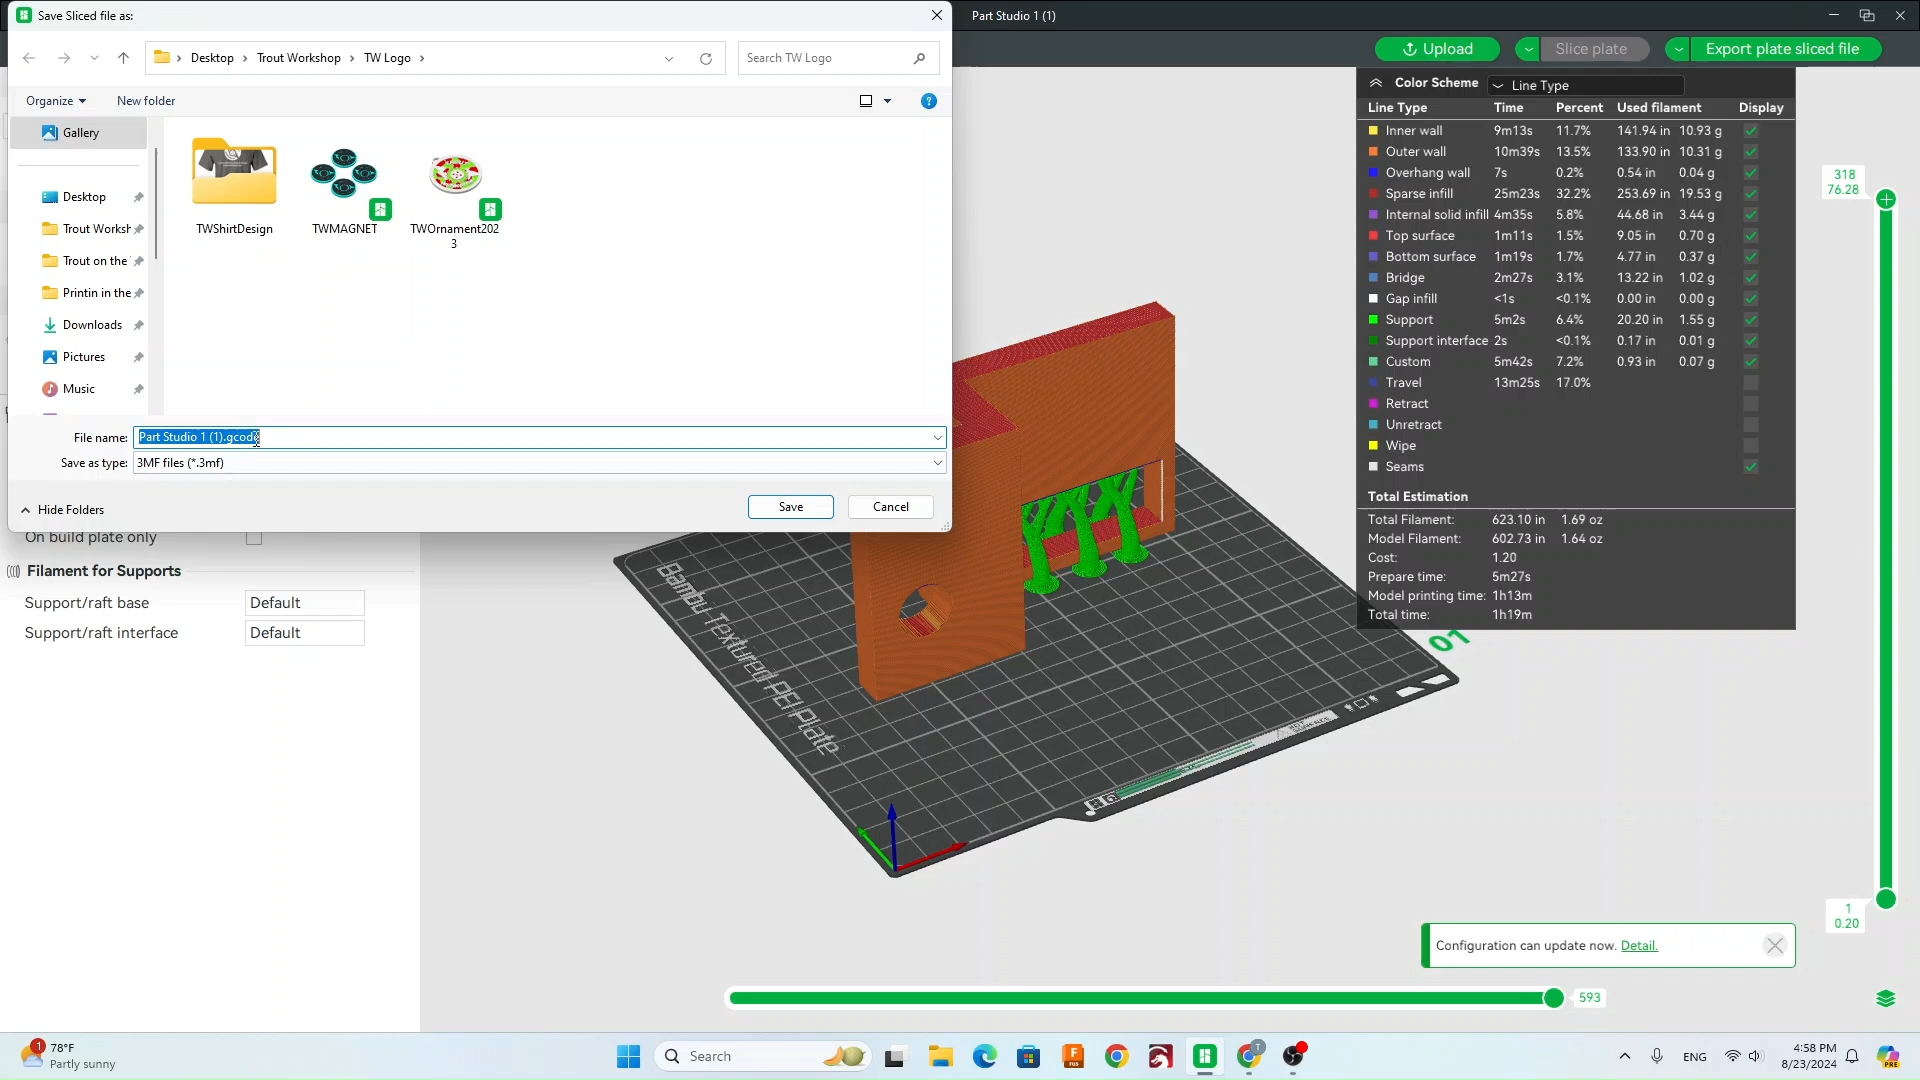 Save Sliced file as:
Part Studio 1 (1)
Desktop > Trout Workshop > TW Logo >
Search TW Logo
Upload
Slice plate
Export plate sliced file
Organize
New folder
Gallery
Desktop
Trout Worksh
Trout on the
Printin in the
Downloads
Pictures
Music
TWShirtDesign
TWMAGNET
TWOrnament202
3
File name: Part Studio 1 (1).gcode
Save as type: 3MF files (*.3mf)
Hide Folders
Save
Cancel
On build plate only
Filament for Supports
Support/raft base Default
Support/raft interface Default
Color Scheme Line Type
Line Type Time Percent Used filament Display
Inner wall 9m13s 11.7% 141.94 in 10.93 g
Outer wall 10m39s 13.5% 133.90 in 10.31 g
Overhang wall 7s 0.2% 0.54 in 0.04 g
Sparse infill 25m23s 32.2% 253.69 in 19.53 g
Internal solid infill 4m35s 5.8% 44.68 in 3.44 g
Top surface 1m11s 1.5% 9.05 in 0.70 g
Bottom surface 1m19s 1.7% 4.77 in 0.37 g
Bridge 2m27s 3.1% 13.22 in 1.02 g
Gap infill <1s <0.1% 0.00 in 0.00 g
Support 5m2s 6.4% 20.20 in 1.55 g
Support interface 2s <0.1% 0.17 in 0.01 g
Custom 5m42s 7.2% 0.93 in 0.07 g
Travel 13m25s 17.0%
Retract
Unretract
Wipe
Seams
Total Estimation
Total Filament: 623.10 in 1.69 oz
Model Filament: 602.73 in 1.64 oz
Cost: 1.20
Prepare time: 5m27s
Model printing time: 1h13m
Total time: 1h19m
318
76.28
01
Bambu Textured PEI Plate
1
0.20
Configuration can update now. Detail.
593
1
78°F
Partly sunny
Search
ENG
4:58 PM
8/23/2024